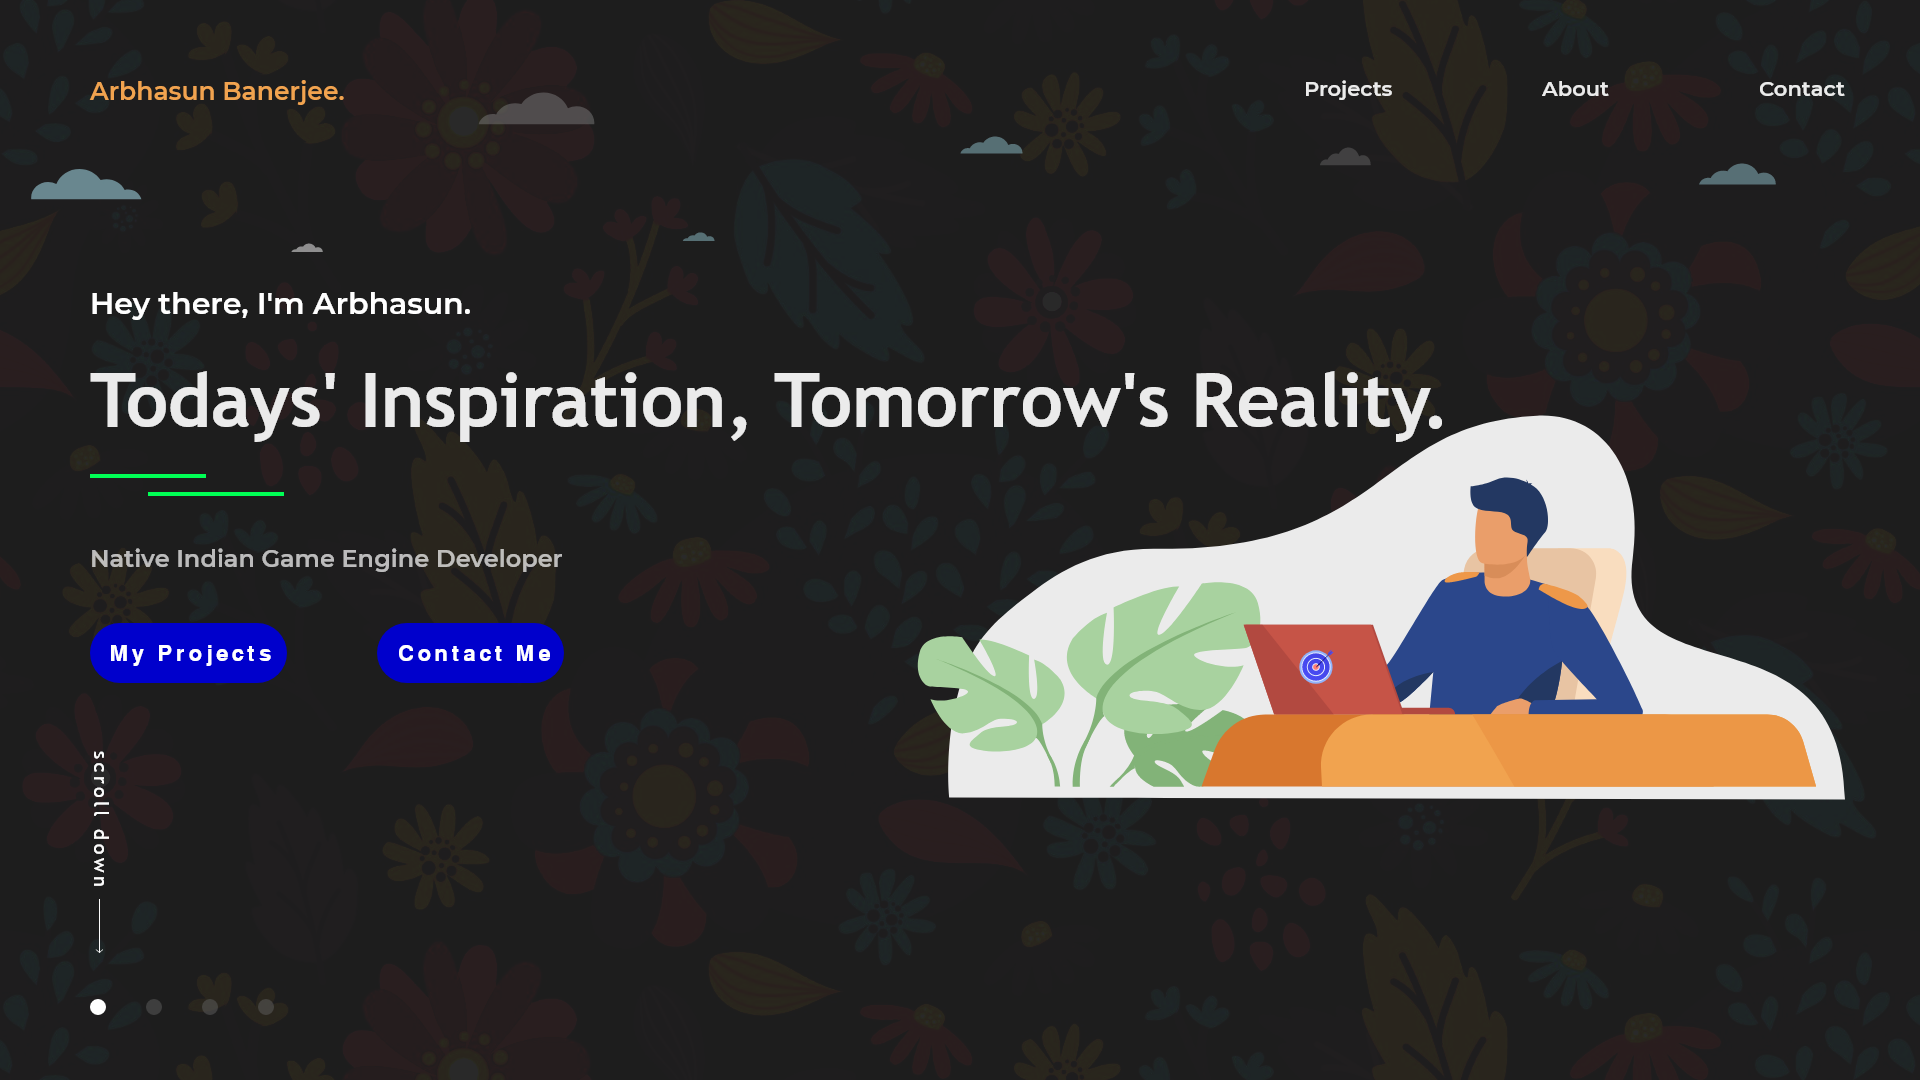 Arbhasun Banerjee.
Projects
About
Contact
Hey there, I'm Arbhasun.
Todays' Inspiration, Tomorrow's Reality.
Native Indian Game Engine Developer
My Projects
Contact Me
scroll down